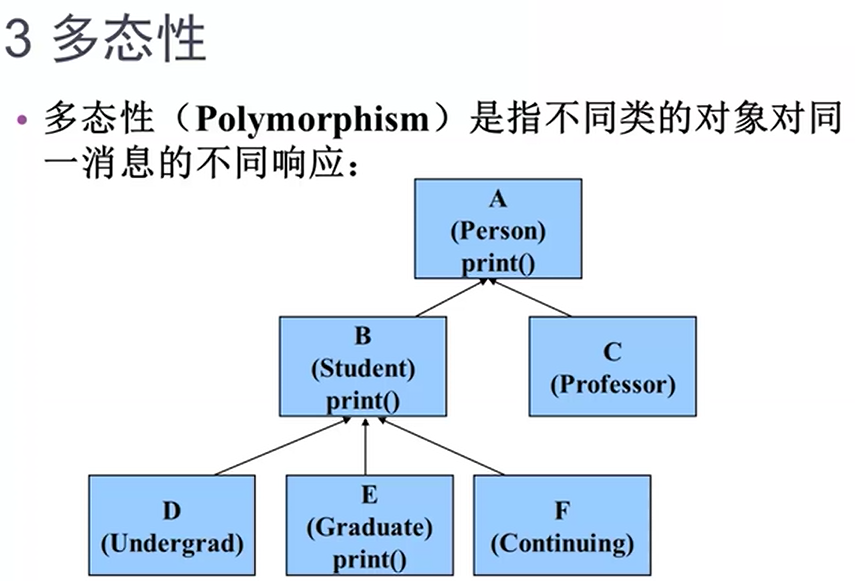 3 多态性
• 多态性（Polymorphism）是指不同类的对象对同
一消息的不同响应：
A
(Person)
print()
B
(Student)
print()
C
(Professor)
D
(Undergrad)
E
(Graduate)
print()
F
(Continuing)